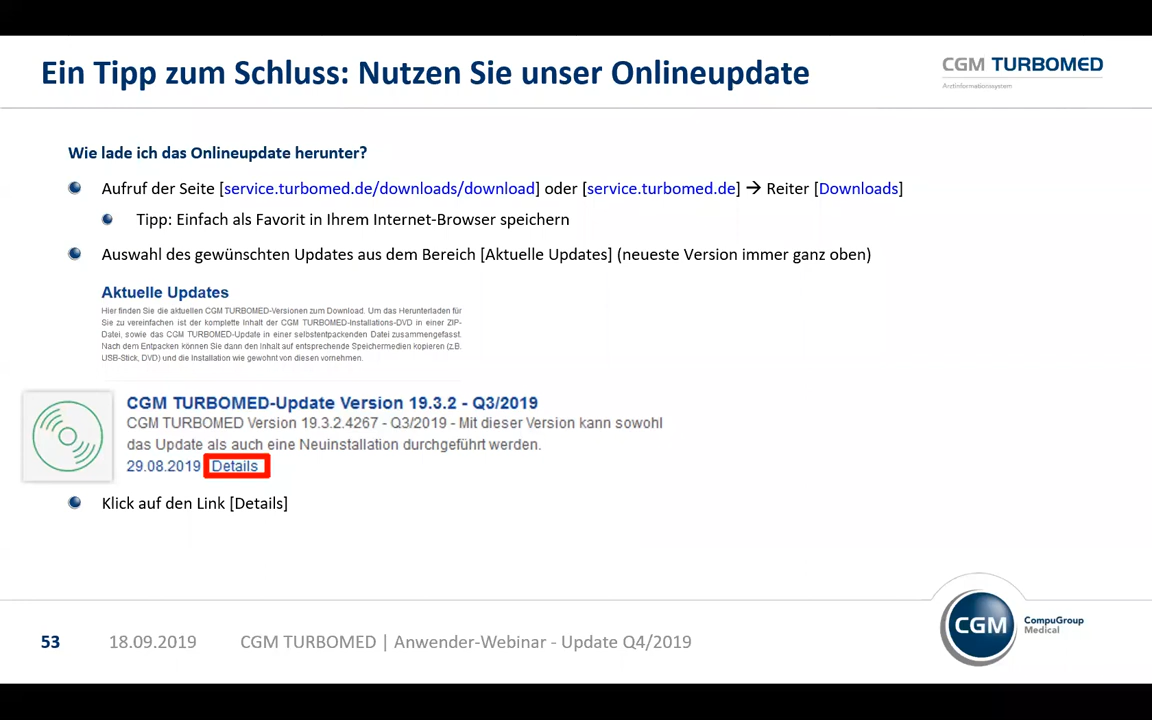 Ein Tipp zum Schluss: Nutzen Sie unser Onlineupdate
CGM TURBOMED
Arztinformationssystem
Wie lade ich das Onlineupdate herunter?
Aufruf der Seite [service.turbomed.de/downloads/download] oder [service.turbomed.de] → Reiter [Downloads]
Tipp: Einfach als Favorit in Ihrem Internet-Browser speichern
Auswahl des gewünschten Updates aus dem Bereich [Aktuelle Updates] (neueste Version immer ganz oben)
Aktuelle Updates
Hier finden Sie die aktuellen CGM TURBOMED-Versionen zum Download. Um das Herunterladen für
Sie zu vereinfachen ist der komplette Inhalt der CGM TURBOMED-Installations-DVD in einer ZIP-
Datei, sowie das CGM TURBOMED-Update in einer selbstentpackenden Datei zusammengefasst.
Nach dem Entpacken können Sie dann den Inhalt auf entsprechende Speichermedien kopieren (z.B.
USB-Stick, DVD) und die Installation wie gewohnt von diesen vornehmen.
CGM TURBOMED-Update Version 19.3.2 - Q3/2019
CGM TURBOMED Version 19.3.2.4267 - Q3/2019 - Mit dieser Version kann sowohl
das Update als auch eine Neuinstallation durchgeführt werden.
29.08.2019 Details
Klick auf den Link [Details]
53 18.09.2019 CGM TURBOMED | Anwender-Webinar - Update Q4/2019
CGM
CompuGroup
Medical